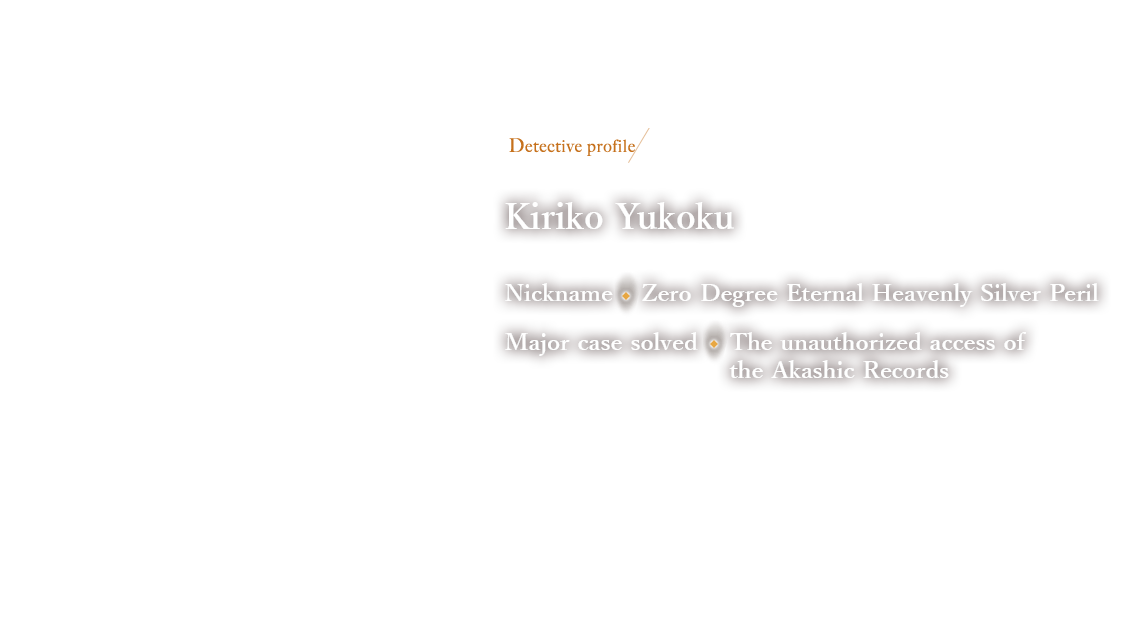 Detective profile
Kiriko Yukoku
Nickname Zero Degree Eternal Heavenly Silver Peril
Major case solved The unauthorized access of
the Akashic Records